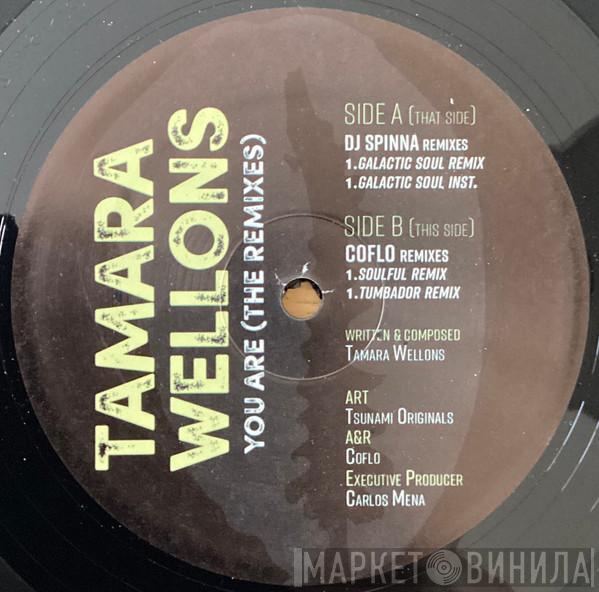 TAMARA
WELLONS
YOU ARE (THE REMIXES)
SIDE A (THAT SIDE)
DJ SPINNA REMIXES
1.GALACTIC SOUL REMIX
1.GALACTIC SOUL INST.
SIDE B (THIS SIDE)
COFLO REMIXES
1.SOULFUL REMIX
1.TUMBADOR REMIX
WRITTEN & COMPOSED
TAMARA WELLONS
ART
TSUNAMI ORIGINALS
A&R
COFLO
EXECUTIVE PRODUCER
CARLOS MENA
МАРКЕТ ВИНИЛА